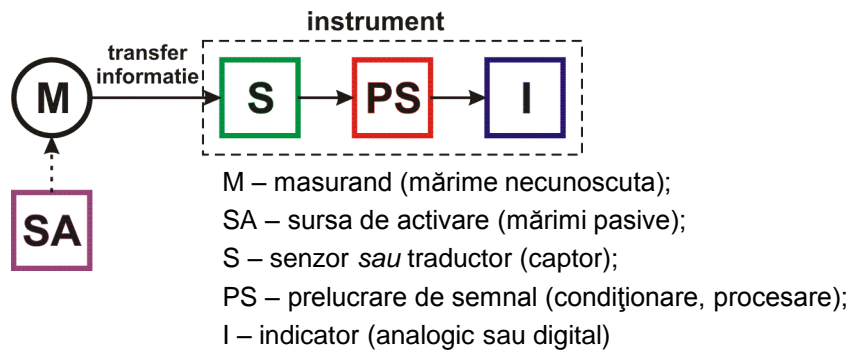 instrument
transfer
informatie
M
S
PS
I
SA
M – masurand (mărime necunoscuta);
SA – sursa de activare (mărimi pasive);
S – senzor sau traductor (captor);
PS – prelucrare de semnal (condiţionare, procesare);
I – indicator (analogic sau digital)